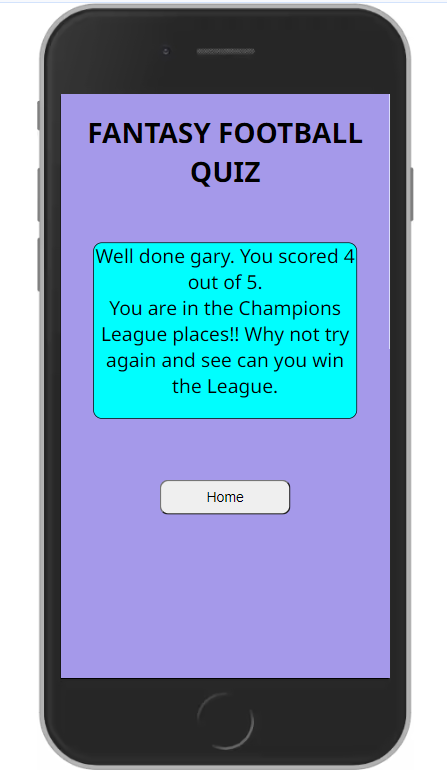 FANTASY FOOTBALL
QUIZ
Well done gary. You scored 4
out of 5.
You are in the Champions
League places!! Why not try
again and see can you win
the League.
Home